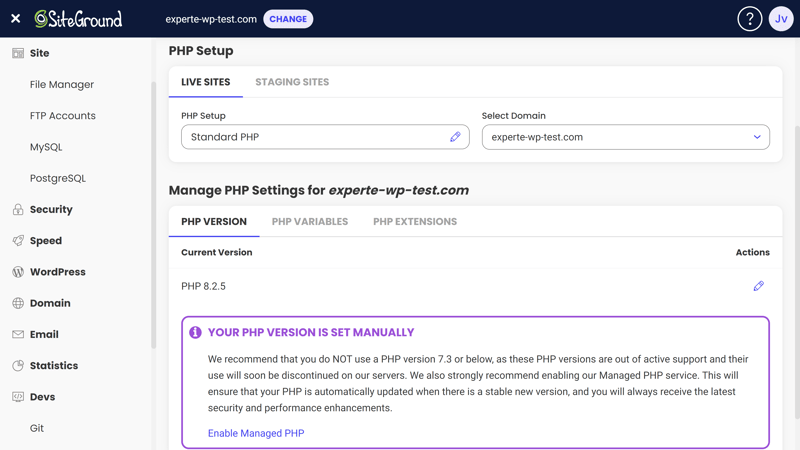 SiteGround
experte-wp-test.com CHANGE
? Jv
Site
File Manager
FTP Accounts
MySQL
PostgreSQL
Security
Speed
WordPress
Domain
Email
Statistics
Devs
Git
PHP Setup
LIVE SITES STAGING SITES
PHP Setup
Standard PHP
Select Domain
experte-wp-test.com
Manage PHP Settings for experte-wp-test.com
PHP VERSION PHP VARIABLES PHP EXTENSIONS
Current Version Actions
PHP 8.2.5
YOUR PHP VERSION IS SET MANUALLY
We recommend that you do NOT use a PHP version 7.3 or below, as these PHP versions are out of active support and their
use will soon be discontinued on our servers. We also strongly recommend enabling our Managed PHP service. This will
ensure that your PHP is automatically updated when there is a stable new version, and you will always receive the latest
security and performance enhancements.
Enable Managed PHP